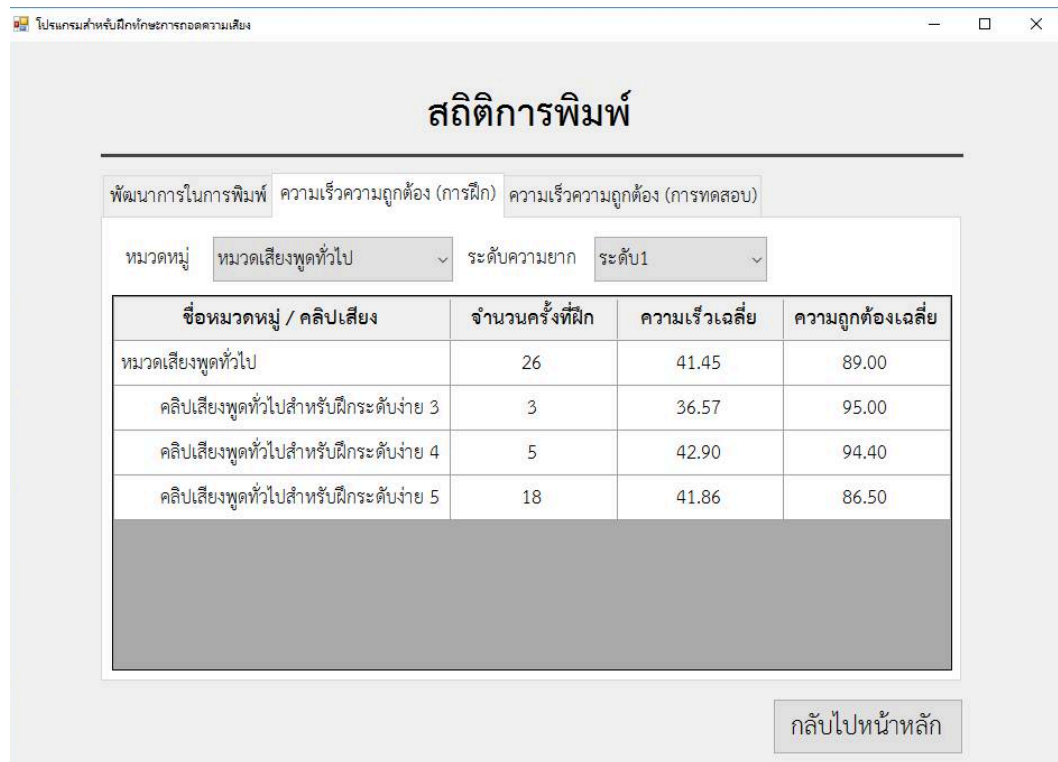 โปรแกรมสำหรับฝึกทักษะการถอดความเสียง
สถิติการพิมพ์
พัฒนาการในการพิมพ์ ความเร็วความถูกต้อง (การฝึก) ความเร็วความถูกต้อง (การทดสอบ)
หมวดหมู่ หมวดเสียงพูดทั่วไป ระดับความยาก ระดับ1
ชื่อหมวดหมู่ / คลิปเสียง จำนวนครั้งที่ฝึก ความเร็วเฉลี่ย ความถูกต้องเฉลี่ย
หมวดเสียงพูดทั่วไป 26 41.45 89.00
คลิปเสียงพูดทั่วไปสำหรับฝึกระดับง่าย 3 3 36.57 95.00
คลิปเสียงพูดทั่วไปสำหรับฝึกระดับง่าย 4 5 42.90 94.40
คลิปเสียงพูดทั่วไปสำหรับฝึกระดับง่าย 5 18 41.86 86.50
กลับไปหน้าหลัก